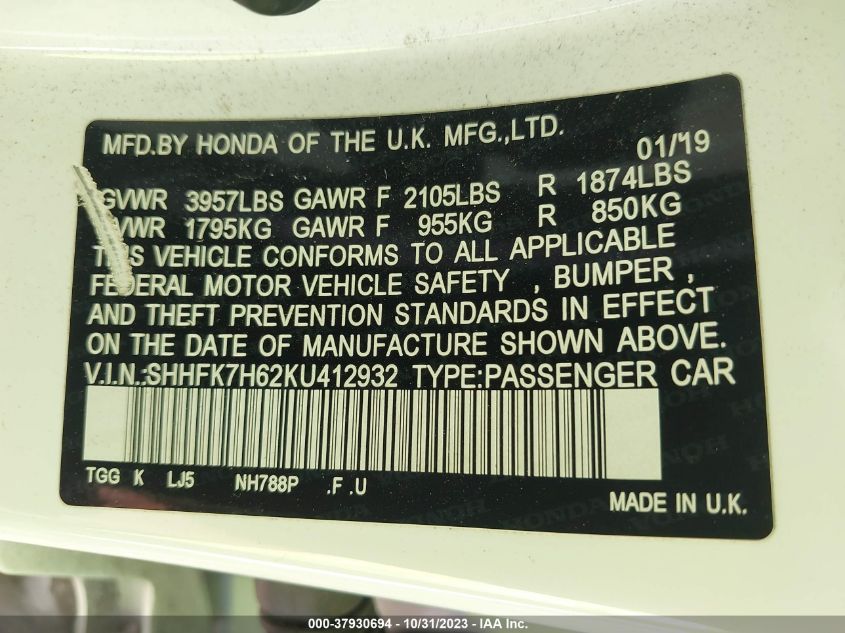 MFD.BY HONDA OF THE U.K. MFG.,LTD. 01/19
GVWR 3957LBS GAWR F 2105LBS R 1874LBS
GVWR 1795KG GAWR F 955KG R 850KG
THIS VEHICLE CONFORMS TO ALL APPLICABLE
FEDERAL MOTOR VEHICLE SAFETY , BUMPER ,
AND THEFT PREVENTION STANDARDS IN EFFECT
ON THE DATE OF MANUFACTURE SHOWN ABOVE.
V.I.N.:SHHFK7H62KU412932 TYPE:PASSENGER CAR
TGG K LJ5 NH788P .F .U
MADE IN U.K.
000-37930694 - 10/31/2023 - IAA Inc.